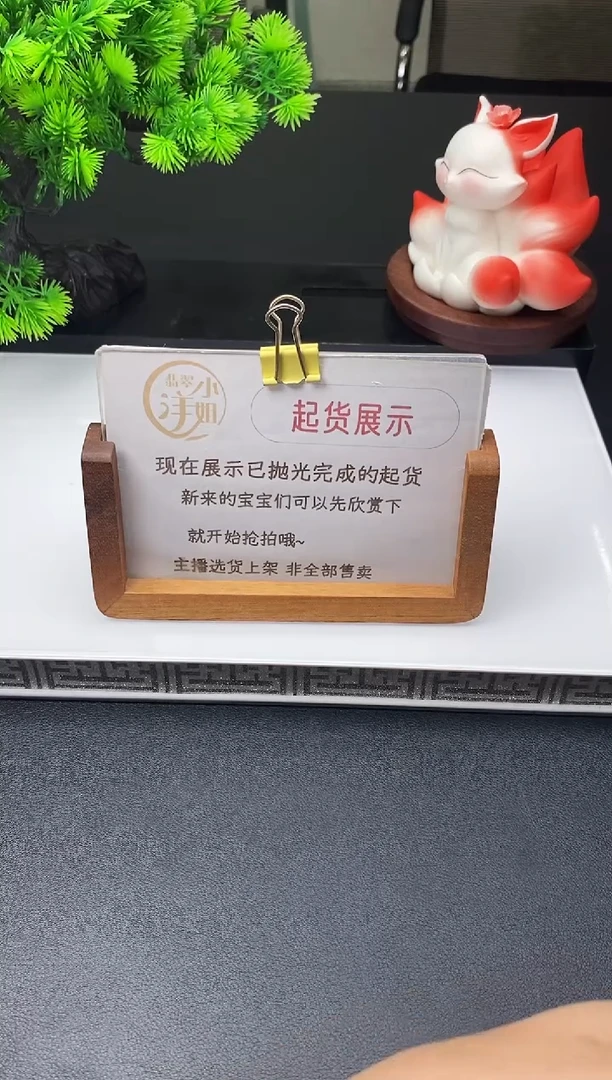 翡翠
洋小姐
起货展示
现在展示已抛光完成的起货
新来的宝宝们可以先欣赏下
就开始抢拍哦~
主播选货上架 非全部售卖